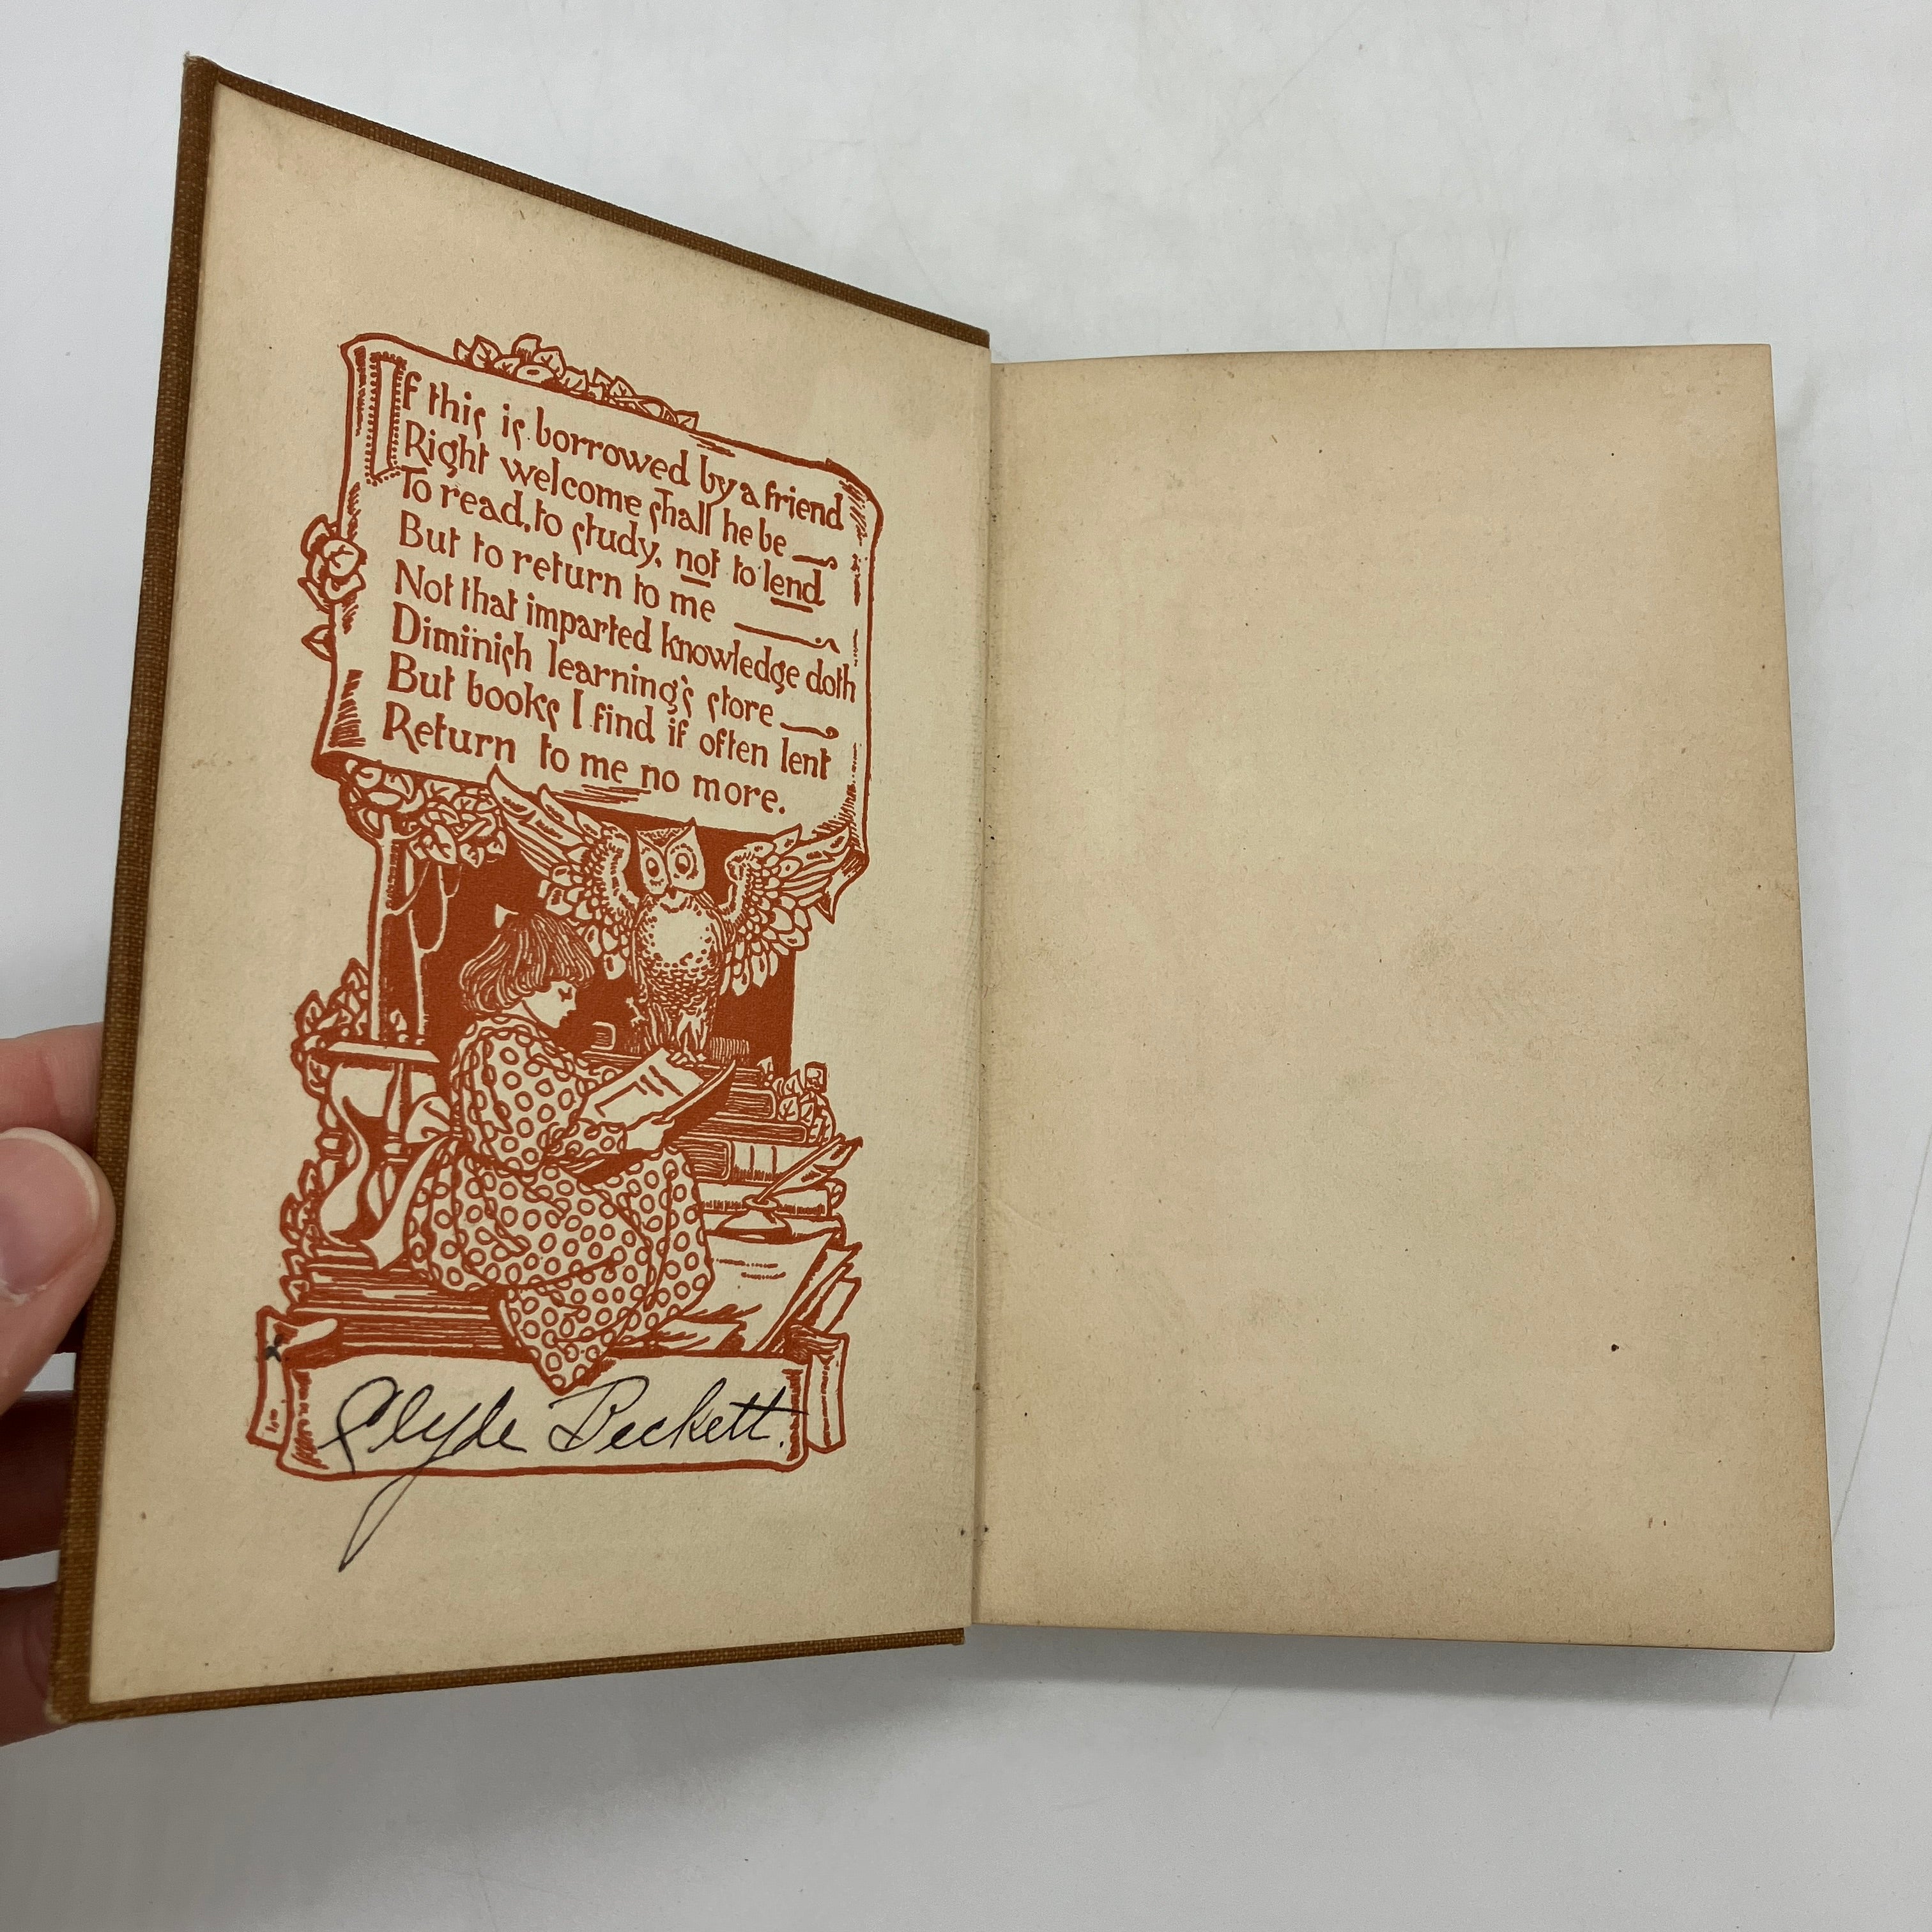 If this is borrowed by a friend
Right welcome shall he be
To read, to study, not to lend
But to return to me
Not that imparted knowledge doth
Diminish learning's store
But books I find if often lent
Return to me no more.
Clyde Beckett.